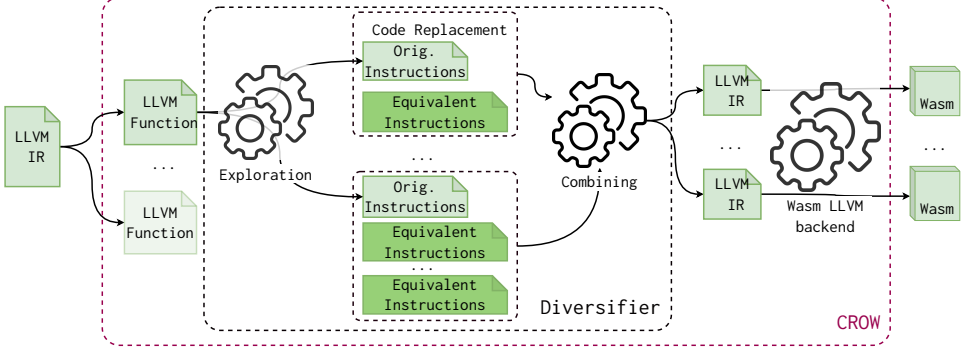 LLVM
IR
LLVM
Function
...
LLVM
Function
Exploration
Code Replacement
Orig.
Instructions
Equivalent
Instructions
...
Orig.
Instructions
Equivalent
Instructions
...
Equivalent
Instructions
Combining
Diversifier
LLVM
IR
...
LLVM
IR
Wasm LLVM
backend
Wasm
...
Wasm
CROW